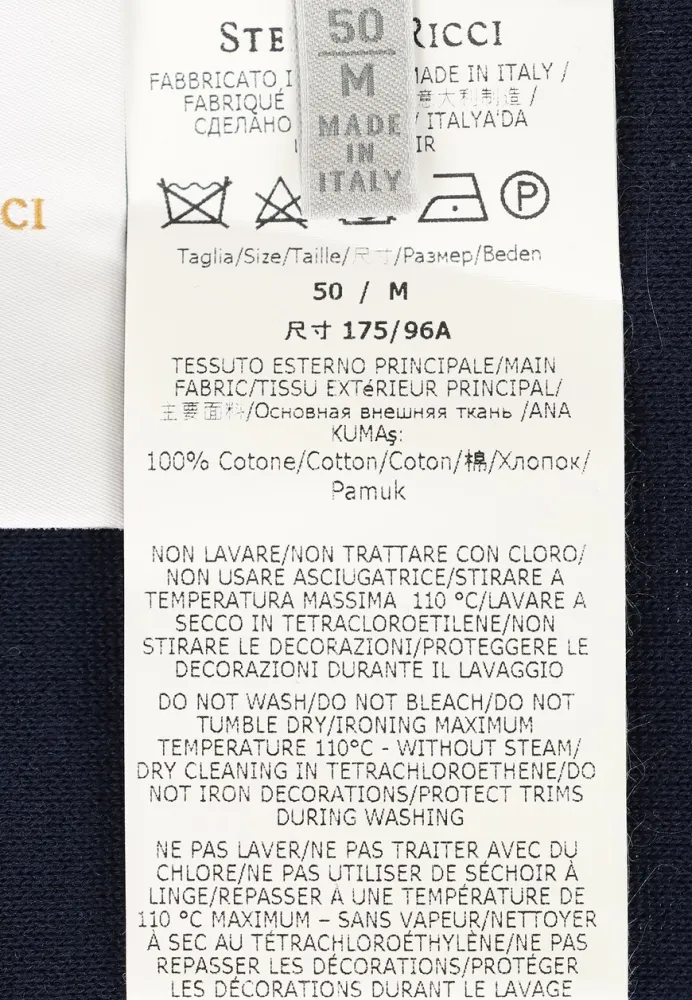 50
M
MADE
IN
ITALY
CI
STE RICCI
FABBRICATO I MADE IN ITALY /
FABRIQUÉ 意大利制造 /
СДЕЛАНО / ITALYA'DA
IR
P
Taglia/Size/Taille/尺寸/Размер/Beden
50 / M
尺寸 175/96A
TESSUTO ESTERNO PRINCIPALE/MAIN
FABRIC/TISSU EXTéRIEUR PRINCIPAL/
主要面料/Основная внешняя ткань /ANA
KUMAş:
100% Cotone/Cotton/Coton/棉/Хлопок/
Pamuk
NON LAVARE/NON TRATTARE CON CLORO/
NON USARE ASCIUGATRICE/STIRARE A
TEMPERATURA MASSIMA 110 °C/LAVARE A
SECCO IN TETRACLOROETILENE/NON
STIRARE LE DECORAZIONI/PROTEGGERE LE
DECORAZIONI DURANTE IL LAVAGGIO
DO NOT WASH/DO NOT BLEACH/DO NOT
TUMBLE DRY/IRONING MAXIMUM
TEMPERATURE 110°C - WITHOUT STEAM/
DRY CLEANING IN TETRACHLOROETHENE/DO
NOT IRON DECORATIONS/PROTECT TRIMS
DURING WASHING
NE PAS LAVER/NE PAS TRAITER AVEC DU
CHLORE/NE PAS UTILISER DE SÉCHOIR À
LINGE/REPASSER À UNE TEMPÉRATURE DE
110 °C MAXIMUM – SANS VAPEUR/NETTOYER
À SEC AU TÉTRACHLOROÉTHYLÈNE/NE PAS
REPASSER LES DÉCORATIONS/PROTÉGER
LES DÉCORATIONS DURANT LE LAVAGE